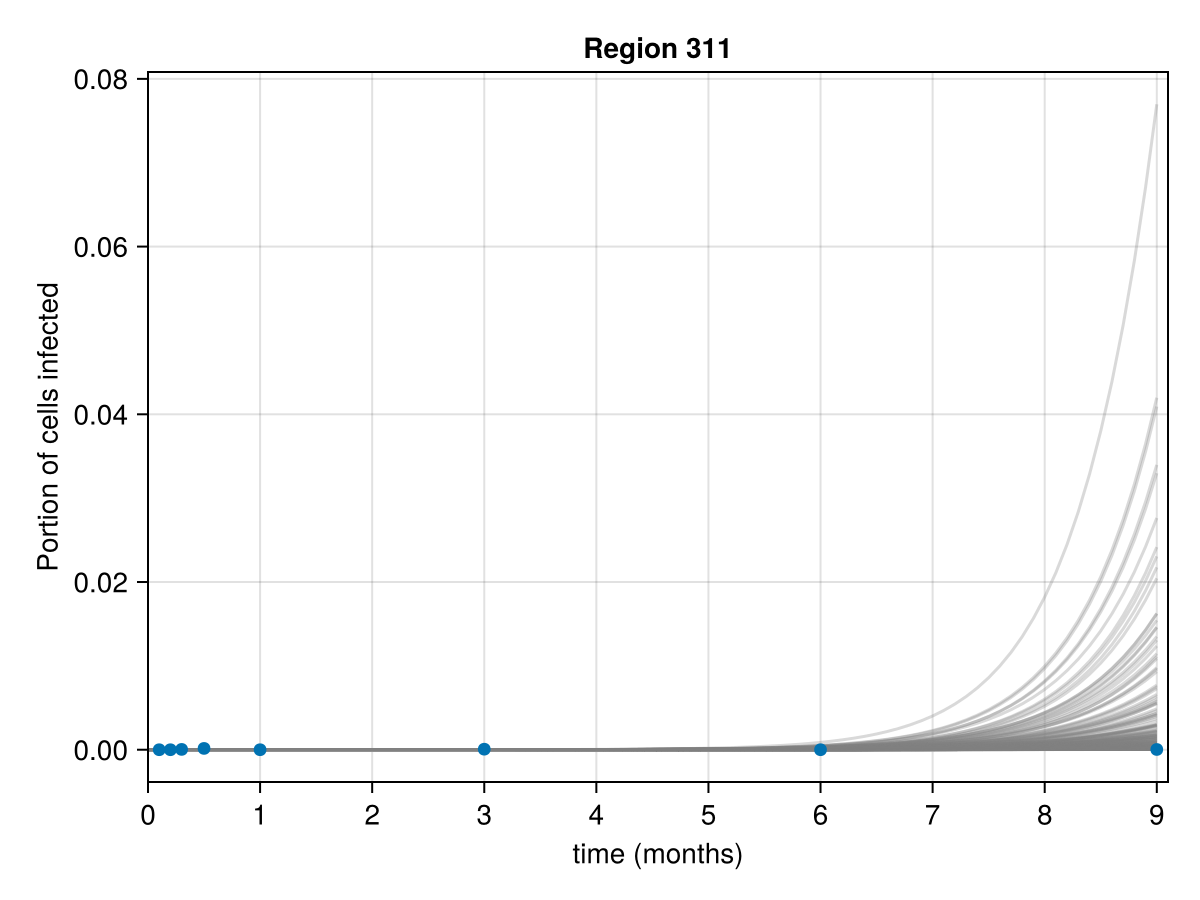 Region 311
0.08
0.06
0.04
0.02
0.00
Portion of cells infected
0 1 2 3 4 5 6 7 8 9
time (months)